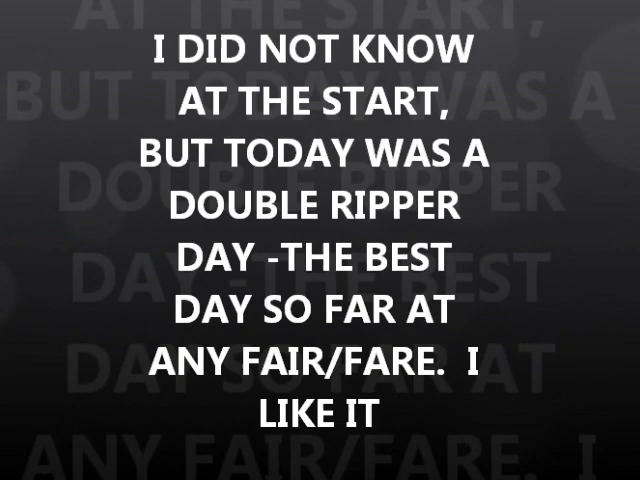 I DID NOT KNOW
AT THE START,
BUT TODAY WAS A
DOUBLE RIPPER
DAY -THE BEST
DAY SO FAR AT
ANY FAIR/FARE.  I
LIKE IT